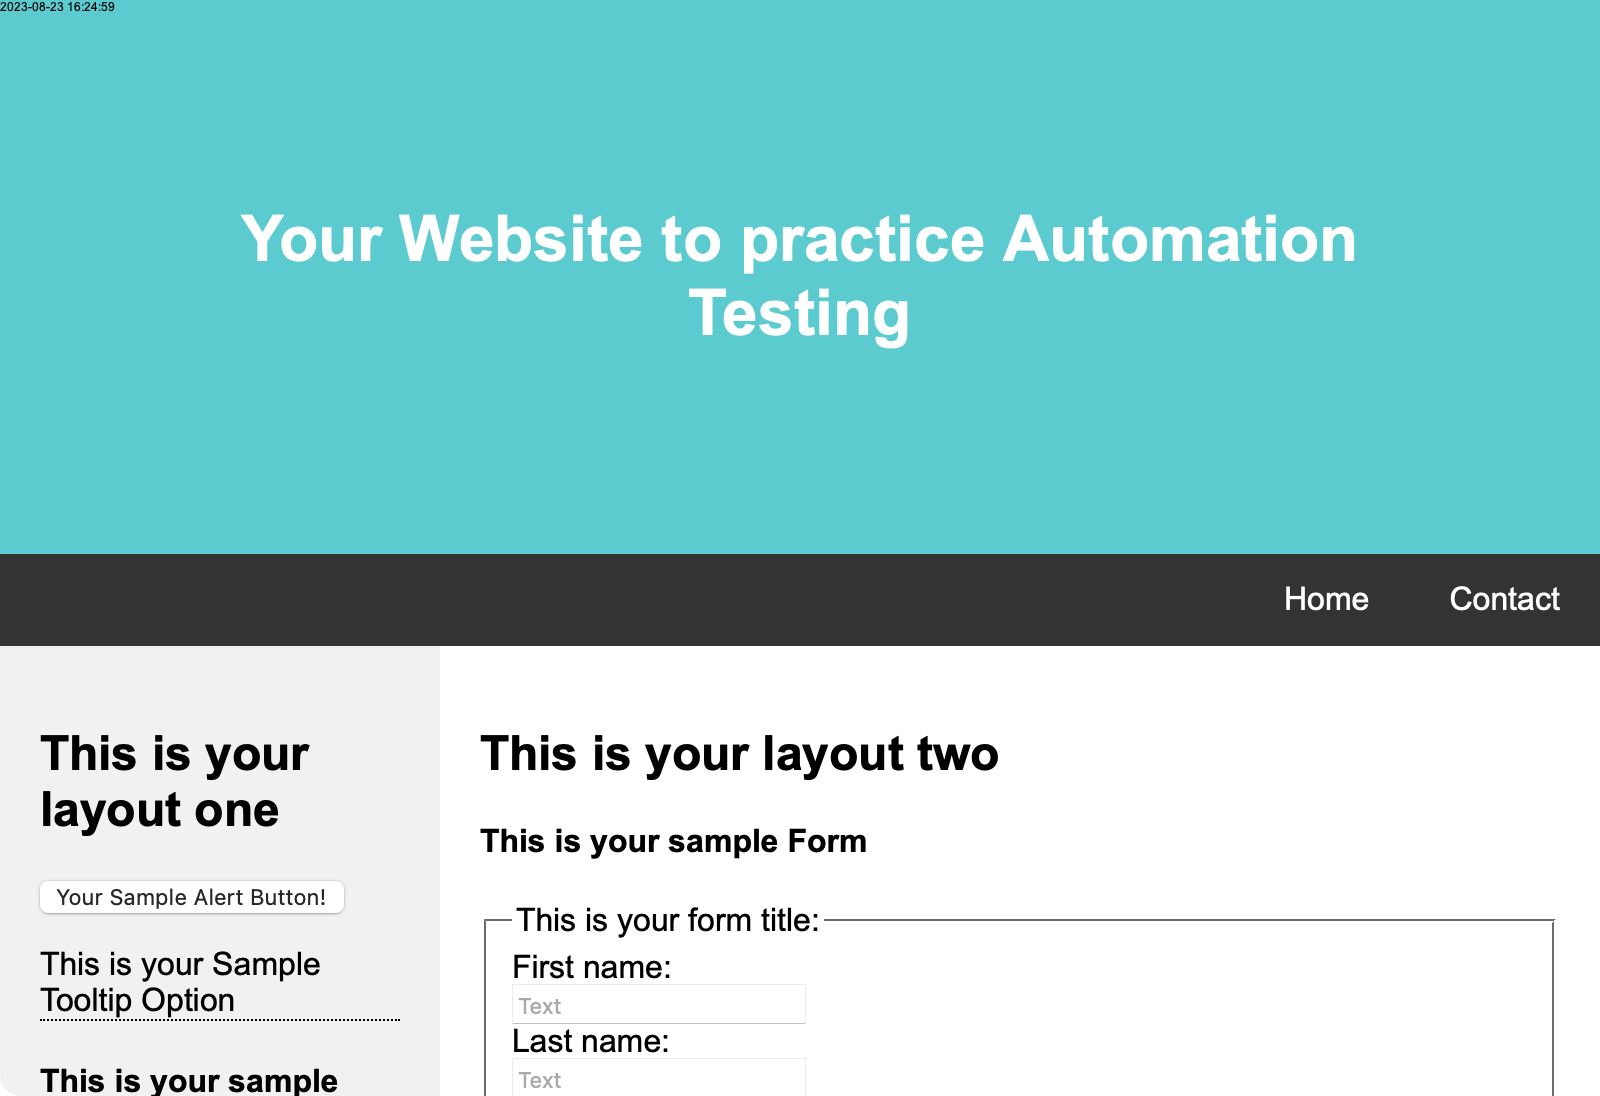 2023-08-23 16:24:59
Your Website to practice Automation
Testing
Home Contact
This is your
layout one
Your Sample Alert Button!
This is your Sample
Tooltip Option
This is your sample
This is your layout two
This is your sample Form
This is your form title:
First name:
Text
Last name:
Text